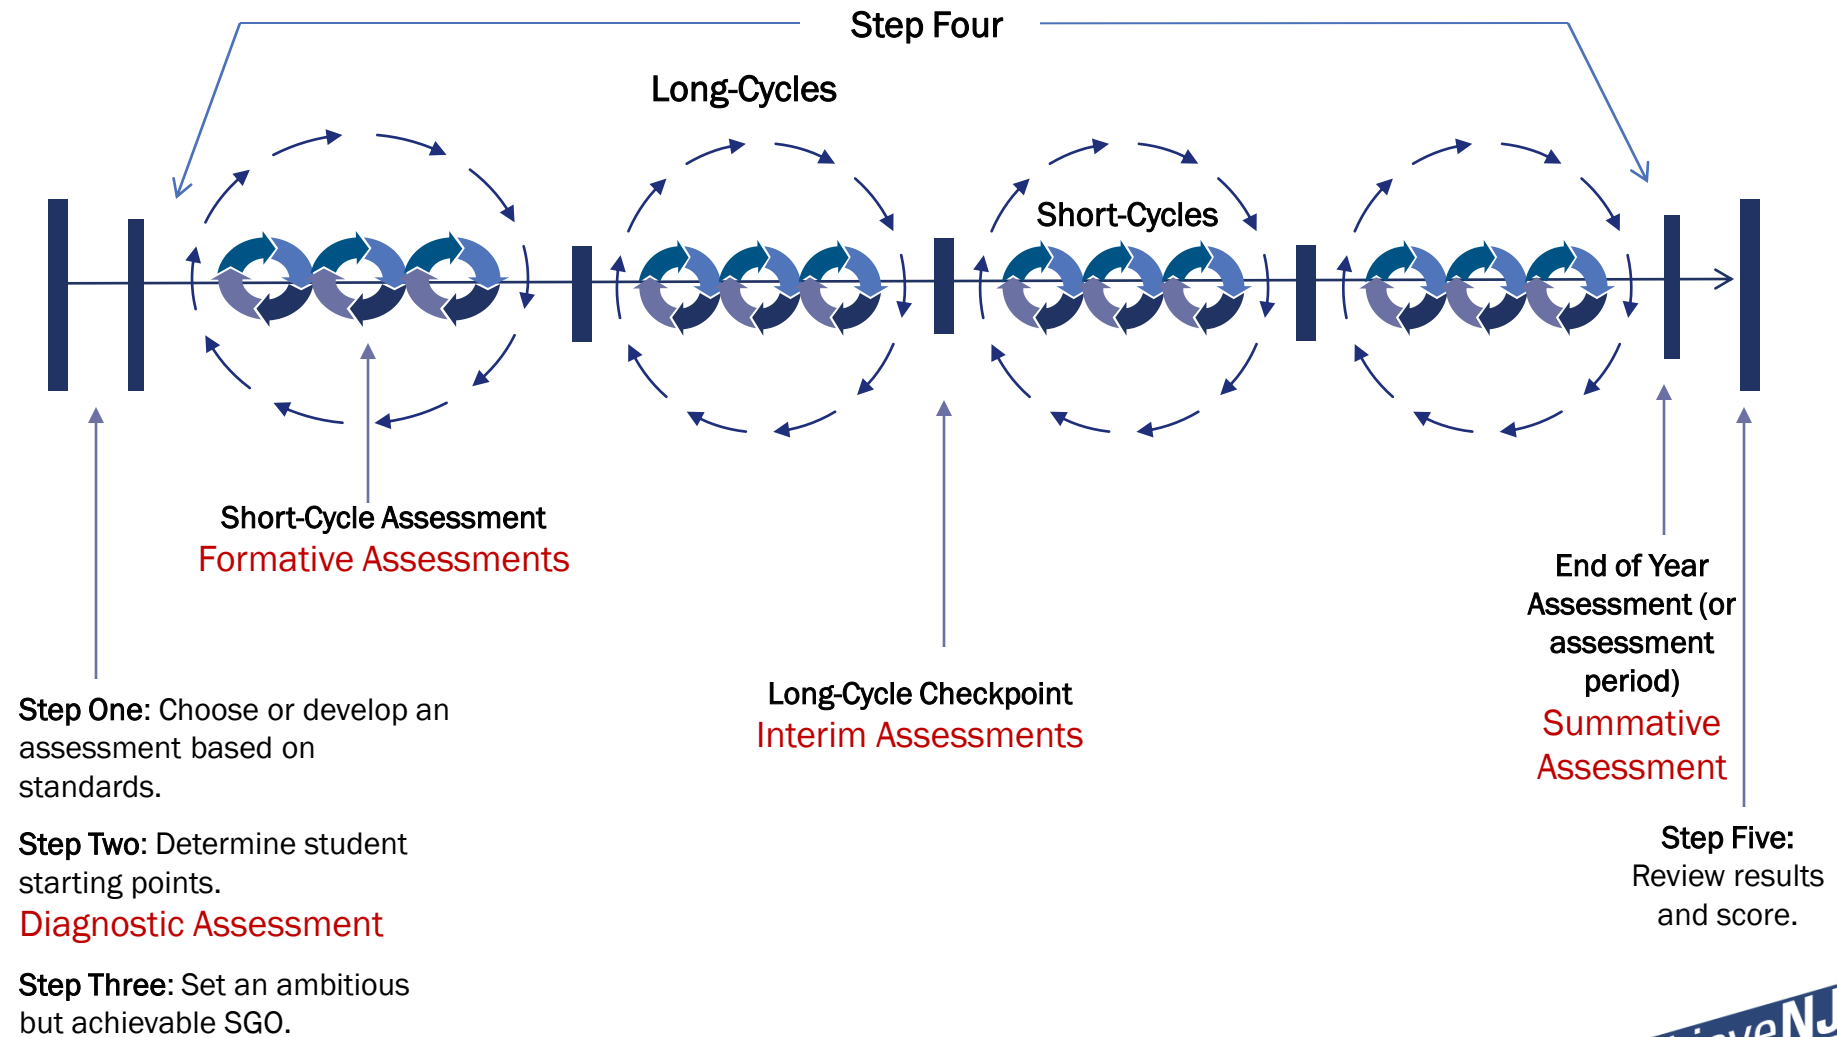 Step Four
Long-Cycles
Short-Cycles
Short-Cycle Assessment
Formative Assessments
Step One: Choose or develop an
assessment based on
standards.
Step Two: Determine student
starting points.
Diagnostic Assessment
Step Three: Set an ambitious
but achievable SGO.
Long-Cycle Checkpoint
Interim Assessments
End of Year
Assessment (or
assessment
period)
Summative
Assessment
Step Five:
Review results
and score.